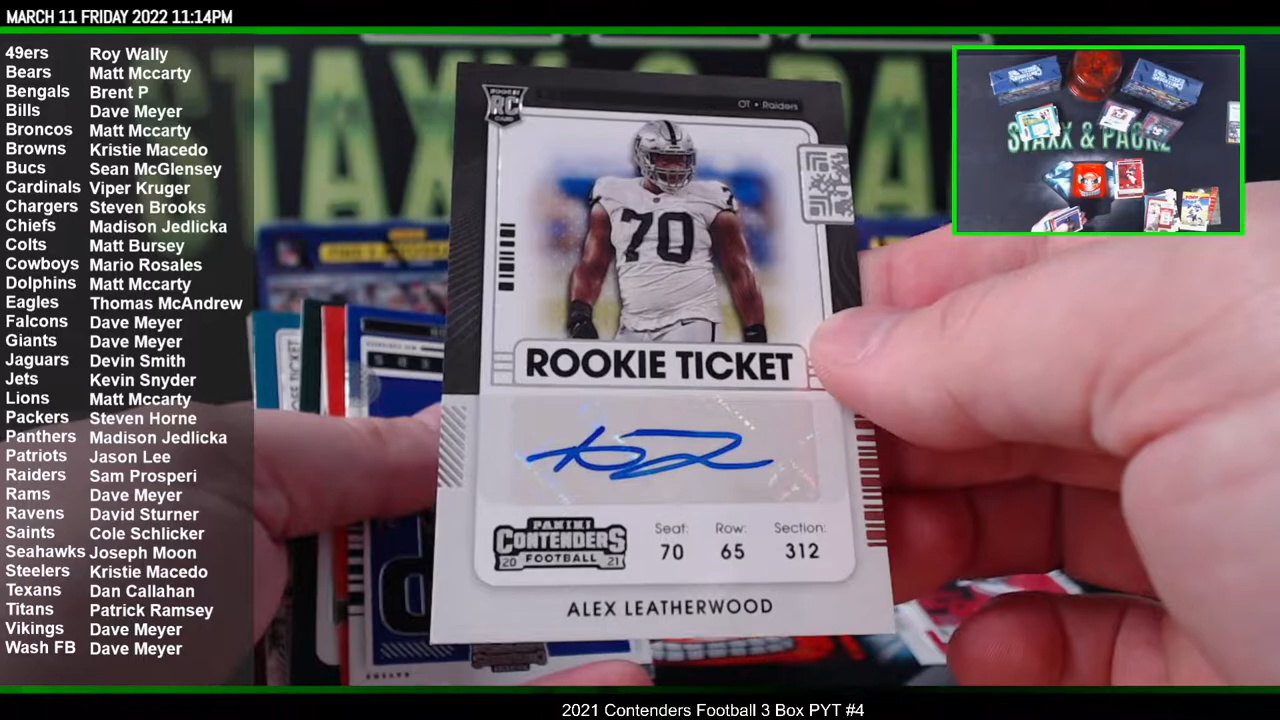 MARCH 11 FRIDAY 2022 11:14PM
49ers Roy Wally
Bears Matt Mccarty
Bengals Brent P
Bills Dave Meyer
Broncos Matt Mccarty
Browns Kristie Macedo
Bucs Sean McGlensey
Cardinals Viper Kruger
Chargers Steven Brooks
Chiefs Madison Jedlicka
Colts Matt Bursey
Cowboys Mario Rosales
Dolphins Matt Mccarty
Eagles Thomas McAndrew
Falcons Dave Meyer
Giants Dave Meyer
Jaguars Devin Smith
Jets Kevin Snyder
Lions Matt Mccarty
Packers Steven Horne
Panthers Madison Jedlicka
Patriots Jason Lee
Raiders Sam Prosperi
Rams Dave Meyer
Ravens David Sturner
Saints Cole Schlicker
Seahawks Joseph Moon
Steelers Kristie Macedo
Texans Dan Callahan
Titans Patrick Ramsey
Vikings Dave Meyer
Wash FB Dave Meyer
RC
OT • Raiders
70
ROOKIE TICKET
PANINI
CONTENDERS
20 FOOTBALL 21
Seat: Row: Section:
70 65 312
ALEX LEATHERWOOD
STAXX & PACKZ
2021 Contenders Football 3 Box PYT #4